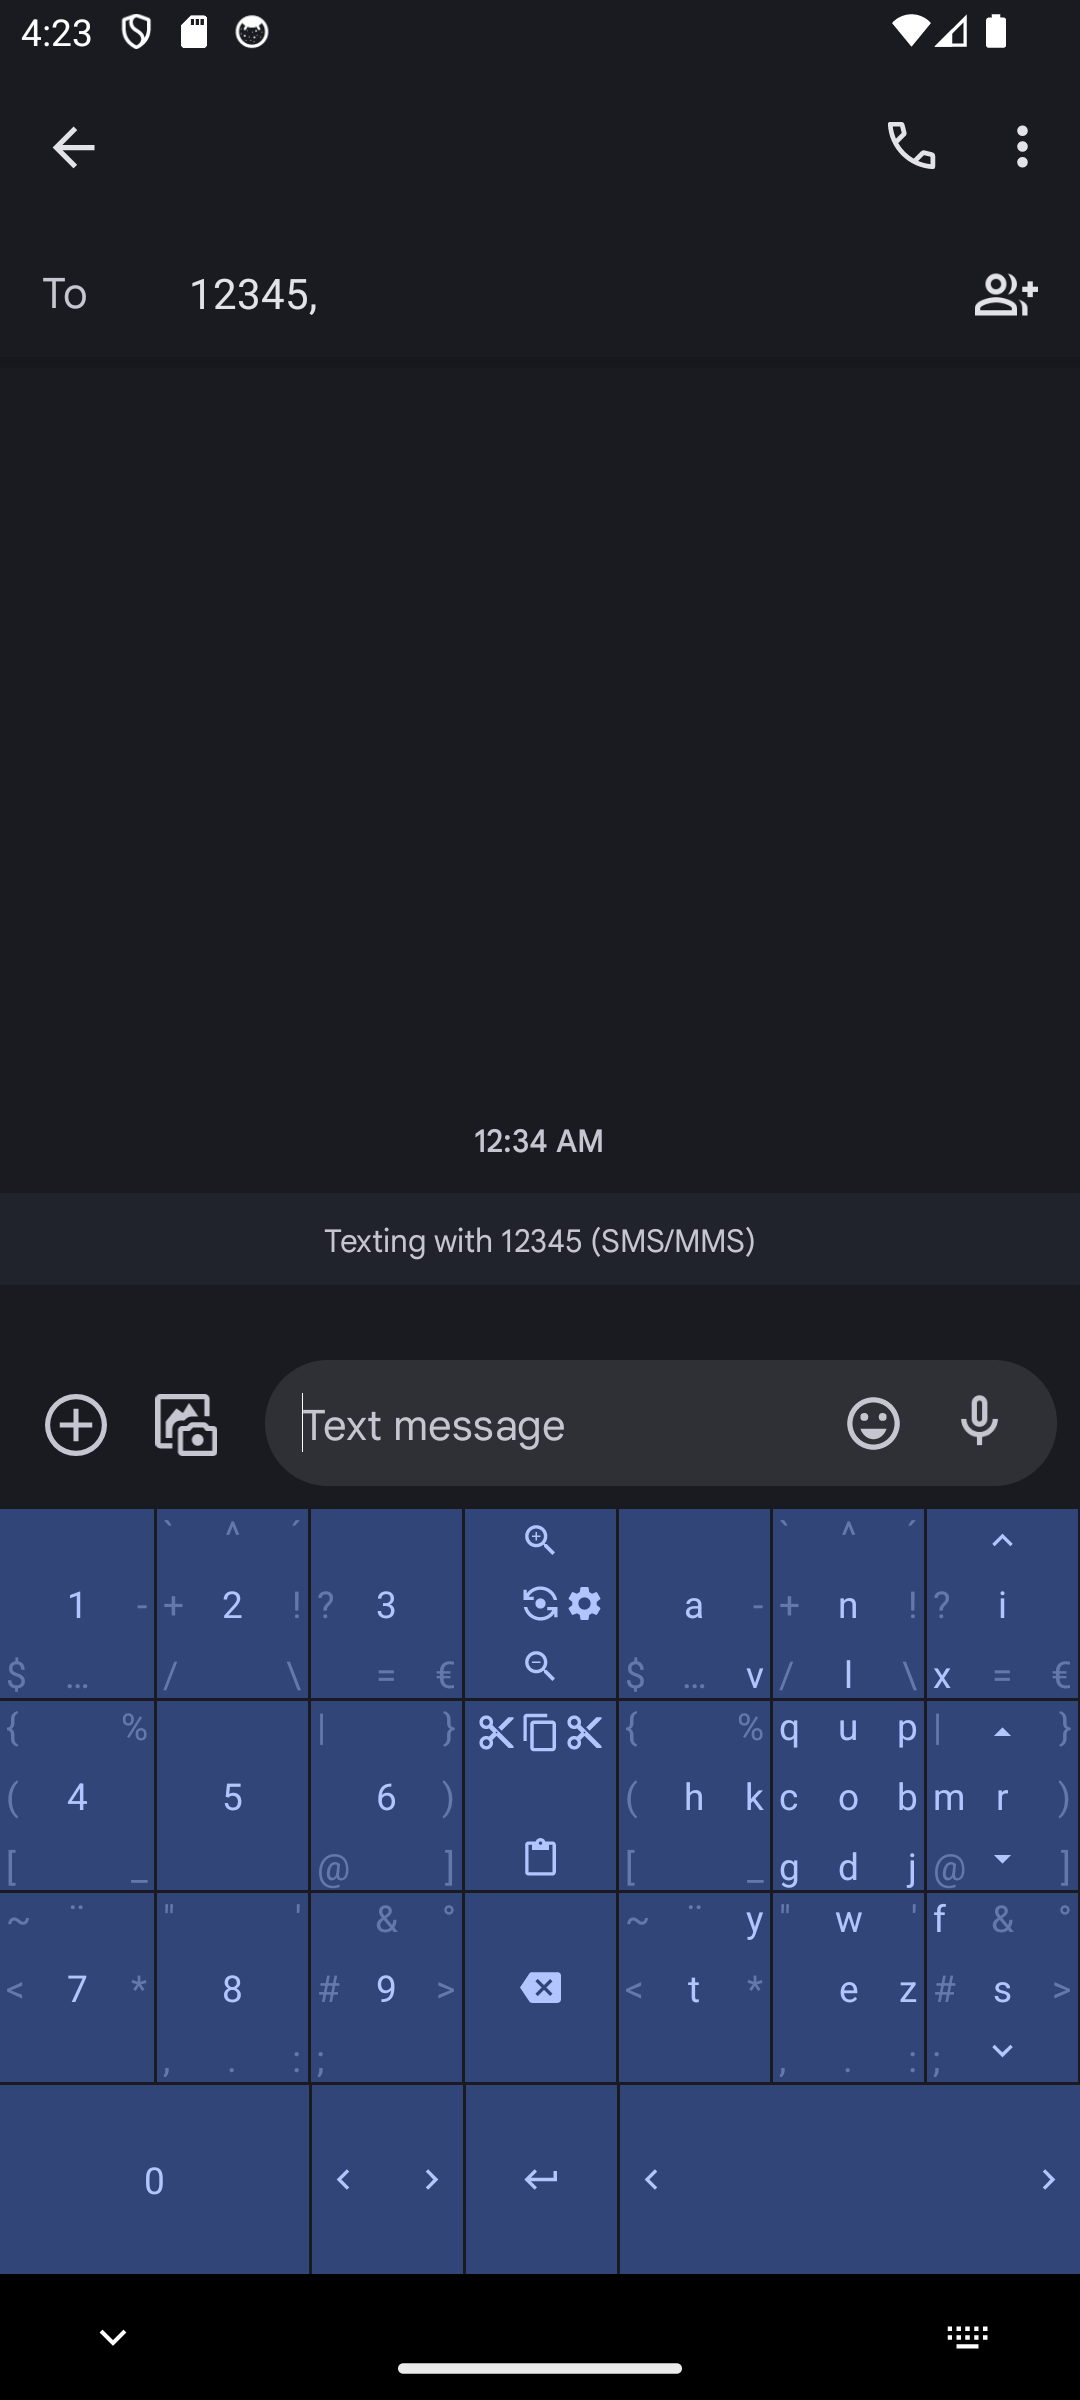 4:23
To 12345,
12:34 AM
Texting with 12345 (SMS/MMS)
Text message
` ^ ´ ` ^ ´
1 - + 2 ! ? 3 a - + n ! ? i
$ … / \ = € $ … v / l \ x = €
{ % | } { % q u p | }
( 4 5 6 ) ( h k c o b m r )
[ _ @ ] [ _ g d j @ ]
~ ¨ " ' & ° ~ ¨ y " w ' f & °
< 7 * 8 # 9 > < t * e z # s >
, . : ; , . : ;
0